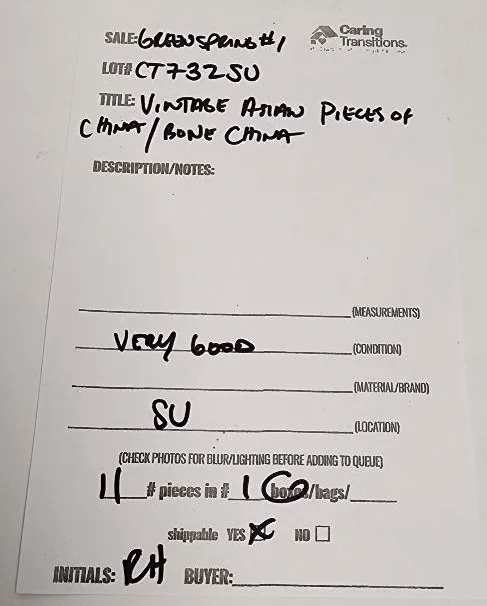 SALE: GREENSPRING #1
Caring Transitions.
LOT# CT732SU
TITLE: VINTAGE ASIAN PIECES OF
CHINA/BONE CHINA
DESCRIPTION/NOTES:
(MEASUREMENTS)
VERY GOOD (CONDITION)
(MATERIAL/BRAND)
SU (LOCATION)
(CHECK PHOTOS FOR BLUR/LIGHTING BEFORE ADDING TO QUEUE)
11 # pieces in # 1 boxes/bags/
shippable YES NO
INITIALS: RH BUYER: